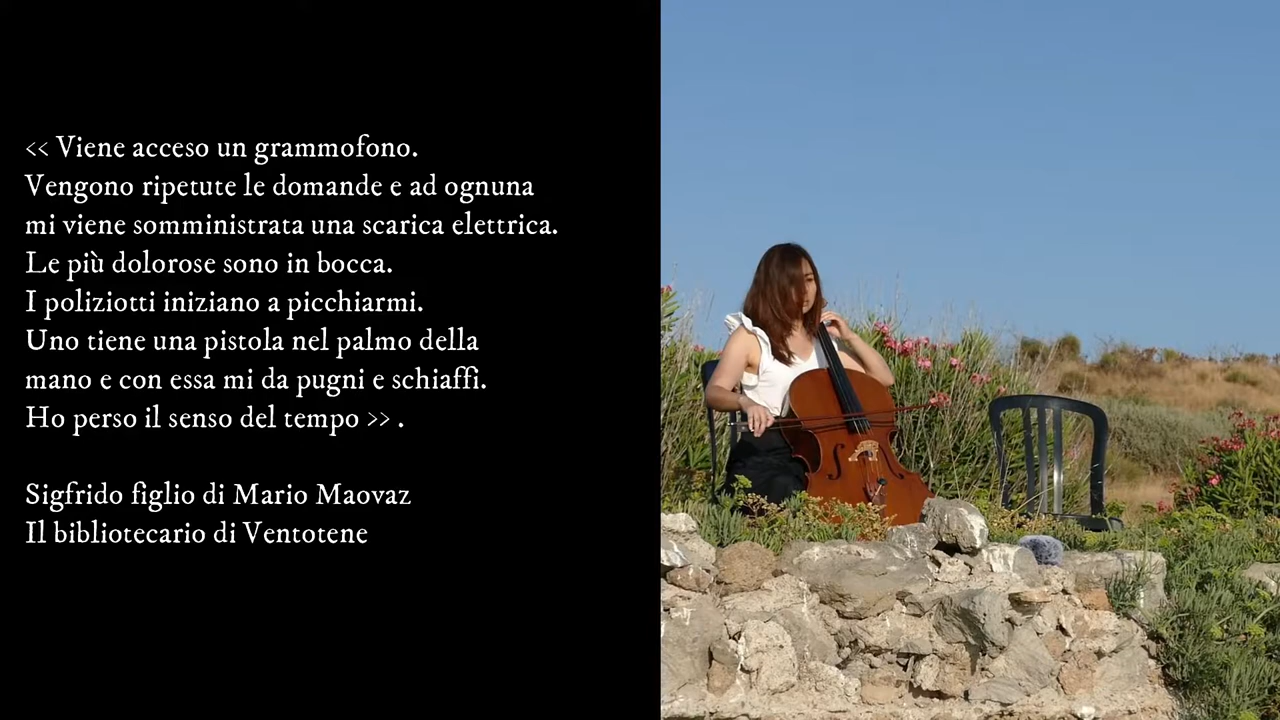 << Viene acceso un grammofono.
Vengono ripetute le domande e ad ognuna
mi viene somministrata una scarica elettrica.
Le più dolorose sono in bocca.
I poliziotti iniziano a picchiarmi.
Uno tiene una pistola nel palmo della
mano e con essa mi da pugni e schiaffi.
Ho perso il senso del tempo >> .
Sigfrido figlio di Mario Maovaz
Il bibliotecario di Ventotene